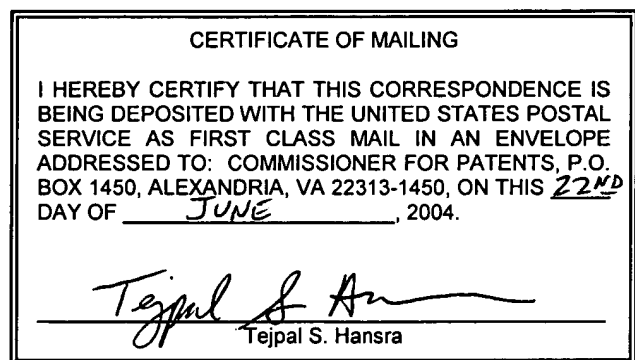 CERTIFICATE OF MAILING
I HEREBY CERTIFY THAT THIS CORRESPONDENCE IS
BEING DEPOSITED WITH THE UNITED STATES POSTAL
SERVICE AS FIRST CLASS MAIL IN AN ENVELOPE
ADDRESSED TO: COMMISSIONER FOR PATENTS, P.O.
BOX 1450, ALEXANDRIA, VA 22313-1450, ON THIS 22ND
DAY OF JUNE, 2004.
Tejpal S
Tejpal S. Hansra